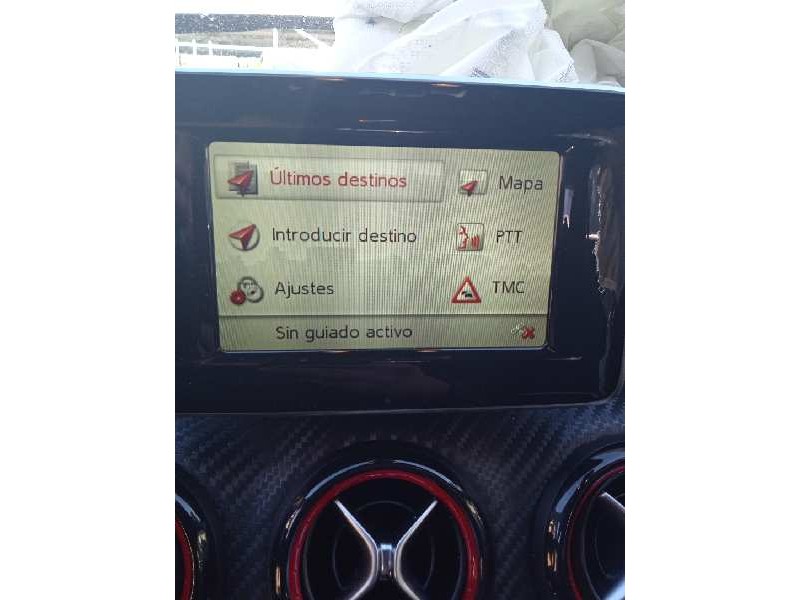 Últimos destinos
Mapa
Introducir destino
PTT
Ajustes
TMC
Sin guiado activo